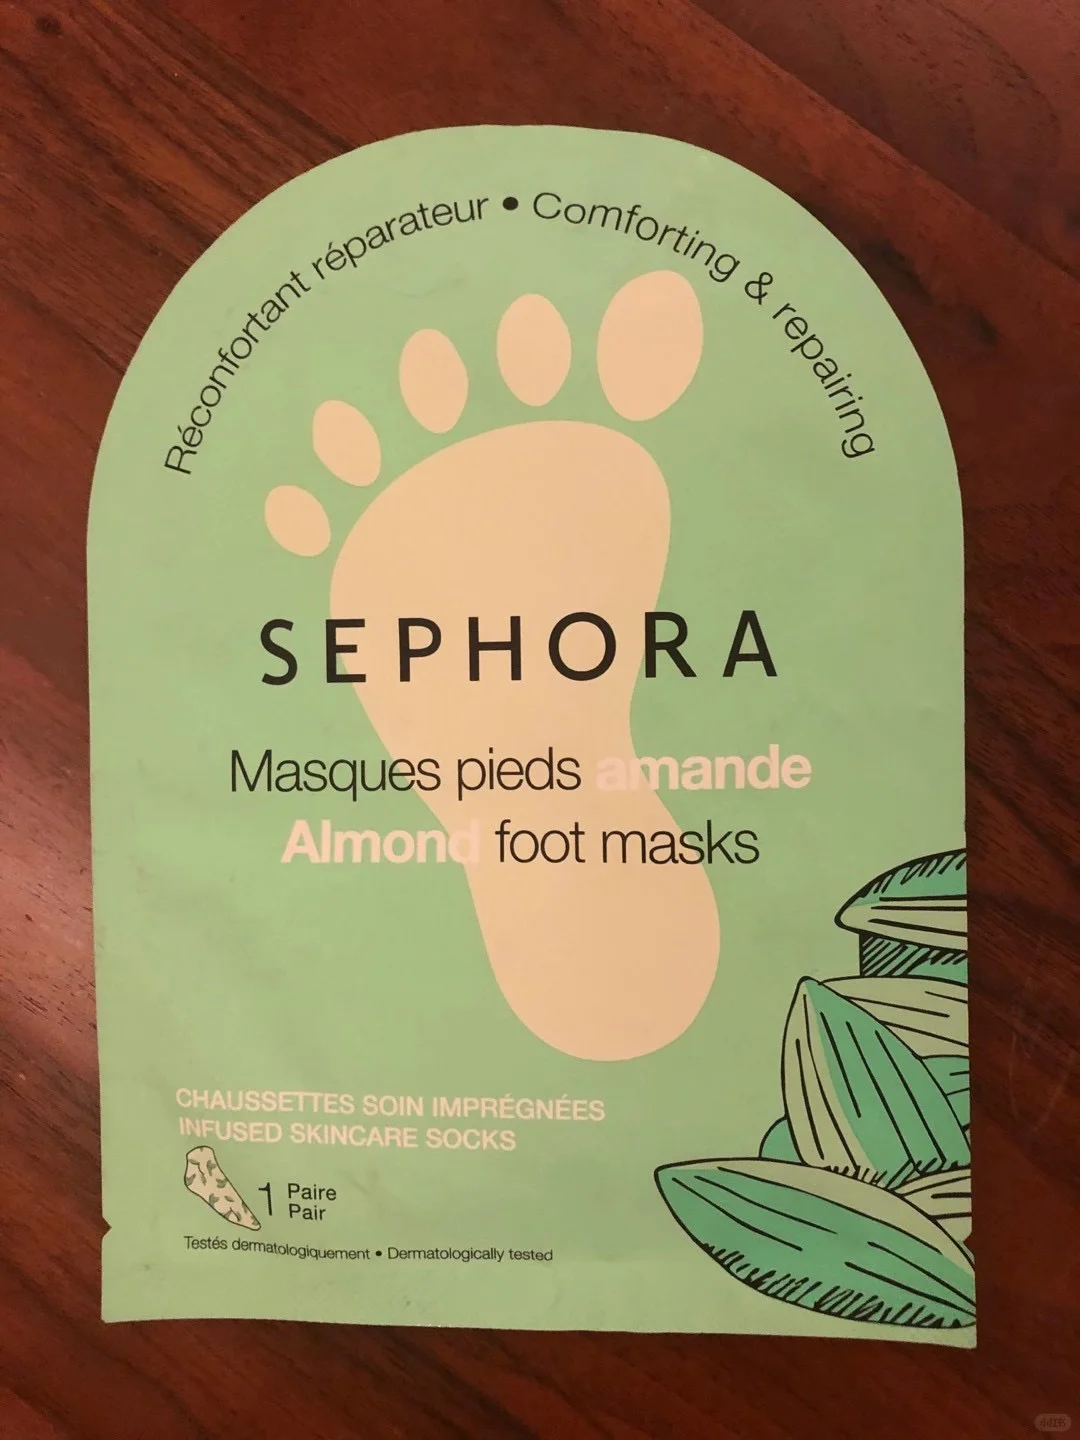 Réconfortant réparateur • Comforting & repairing
SEPHORA
Masques pieds amande
Almond foot masks
CHAUSSETTES SOIN IMPRÉGNÉES
INFUSED SKINCARE SOCKS
1 Paire
Pair
Testés dermatologiquement • Dermatologically tested